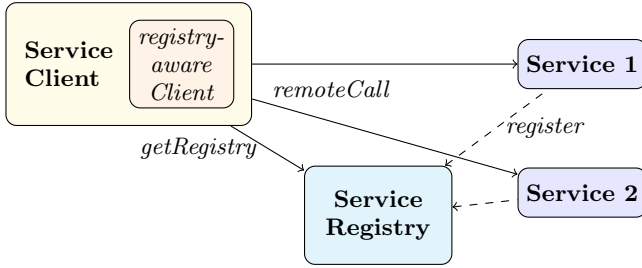 Service
Client
registry-
aware
Client
Service 1
remoteCall
register
getRegistry
Service
Registry
Service 2